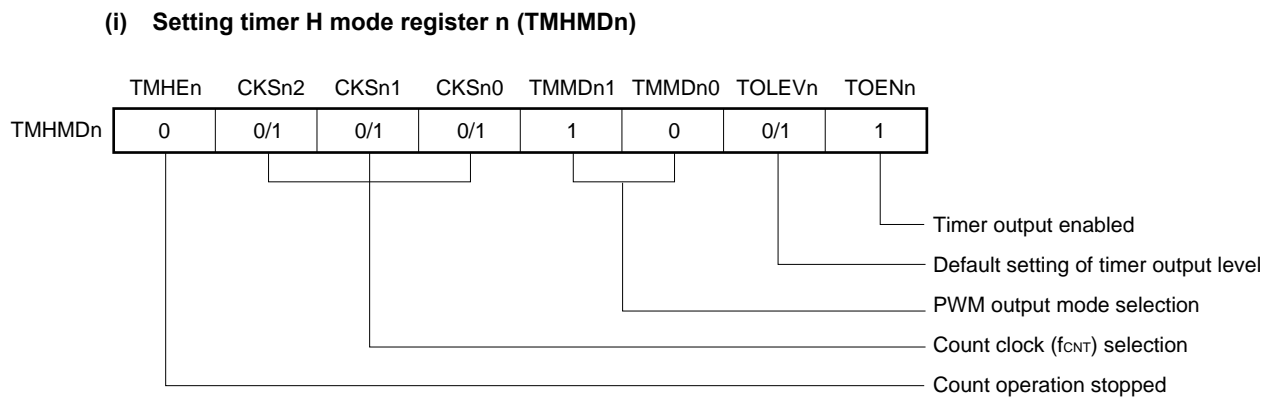 (i) Setting timer H mode register n (TMHMDn)
TMHEn CKSn2 CKSn1 CKSn0 TMMDn1 TMMDn0 TOLEVn TOENn
TMHMDn 0 0/1 0/1 0/1 1 0 0/1 1
Timer output enabled
Default setting of timer output level
PWM output mode selection
Count clock (fCNT) selection
Count operation stopped